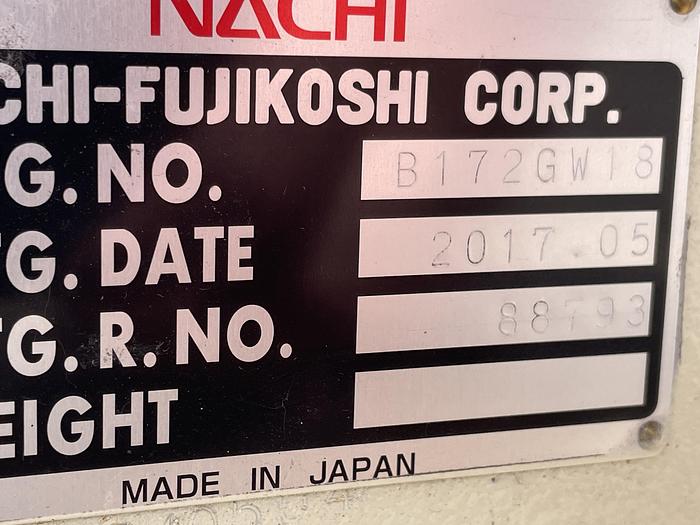 NACHI
CHI-FUJIKOSHI CORP.
G. NO. B172GW18
G. DATE 2017.05
G. R. NO. 88793
EIGHT
MADE IN JAPAN